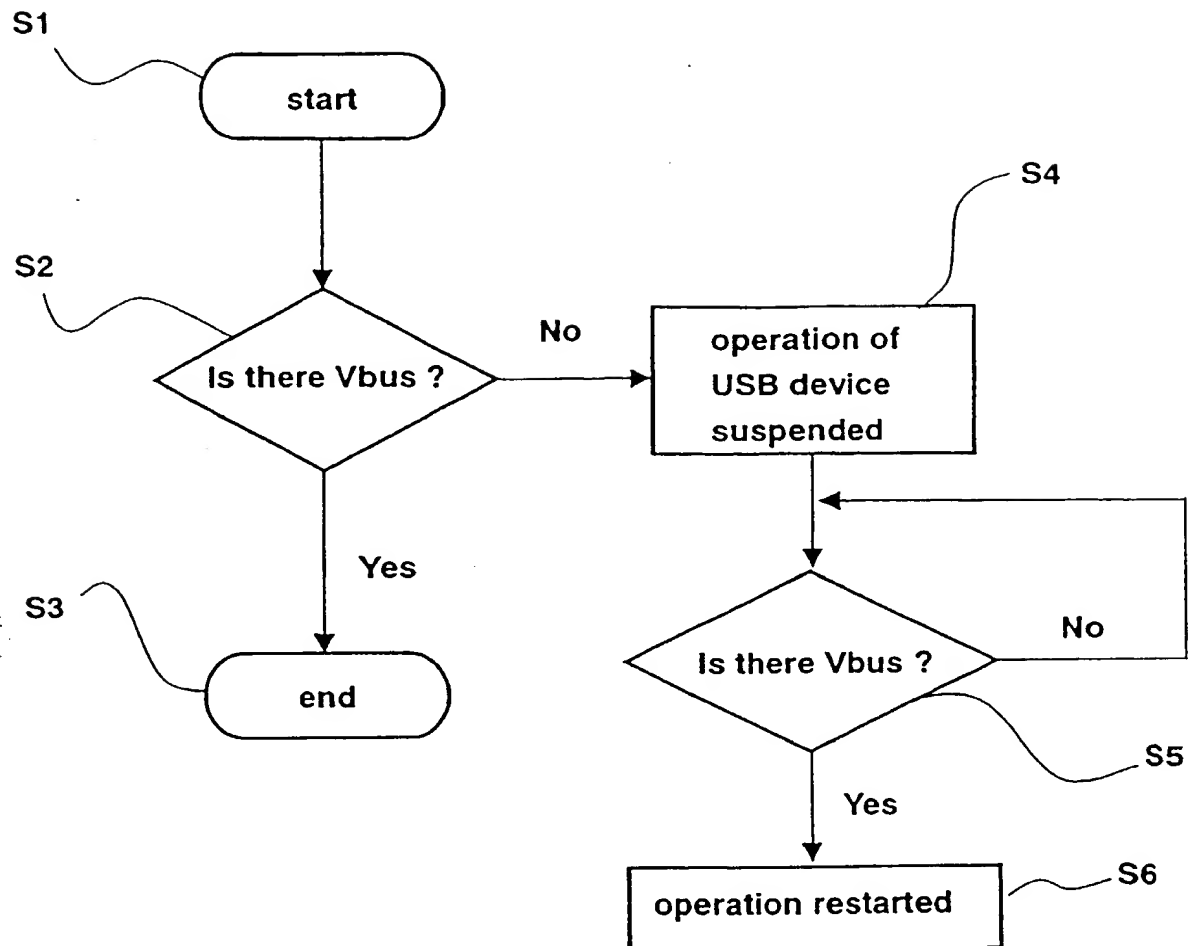 S1
start
S4
S2
No
Is there Vbus ?
operation of
USB device
suspended
Yes
S3
end
No
Is there Vbus ?
S5
Yes
S6
operation restarted